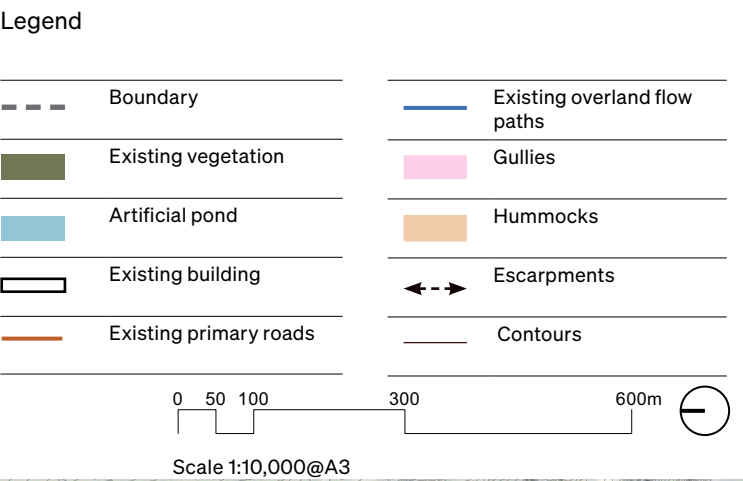 Legend
Boundary
Existing vegetation
Artificial pond
Existing building
Existing primary roads
Existing overland flow
paths
Gullies
Hummocks
Escarpments
Contours
0 50 100 300 600m
Scale 1:10,000@A3